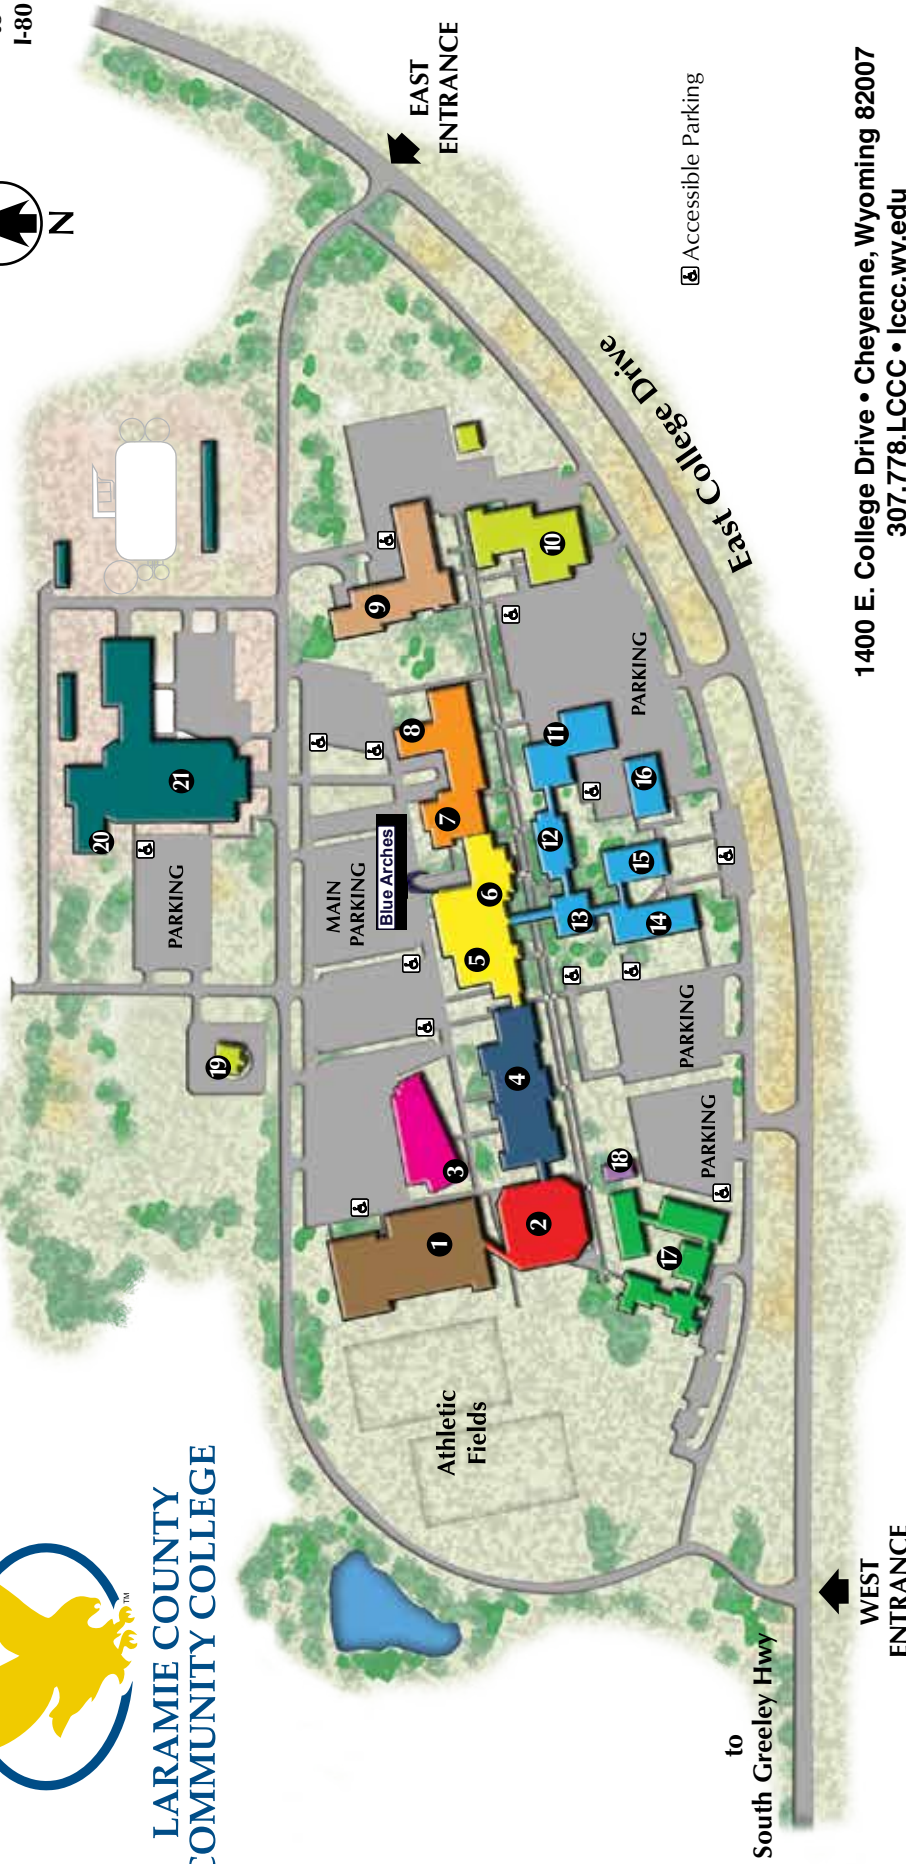 I-80
N
EAST
ENTRANCE
Accessible Parking
East College Drive
1400 E. College Drive • Cheyenne, Wyoming 82007
307.778.LCCC • lccc.wy.edu
LARAMIE COUNTY
COMMUNITY COLLEGE
TM
20
21
PARKING
19
MAIN
PARKING
Blue Arches
1
2
3
4
5
6
7
8
9
10
11
12
13
14
15
16
17
18
PARKING
PARKING
PARKING
Athletic
Fields
to
South Greeley Hwy
WEST
ENTRANCE